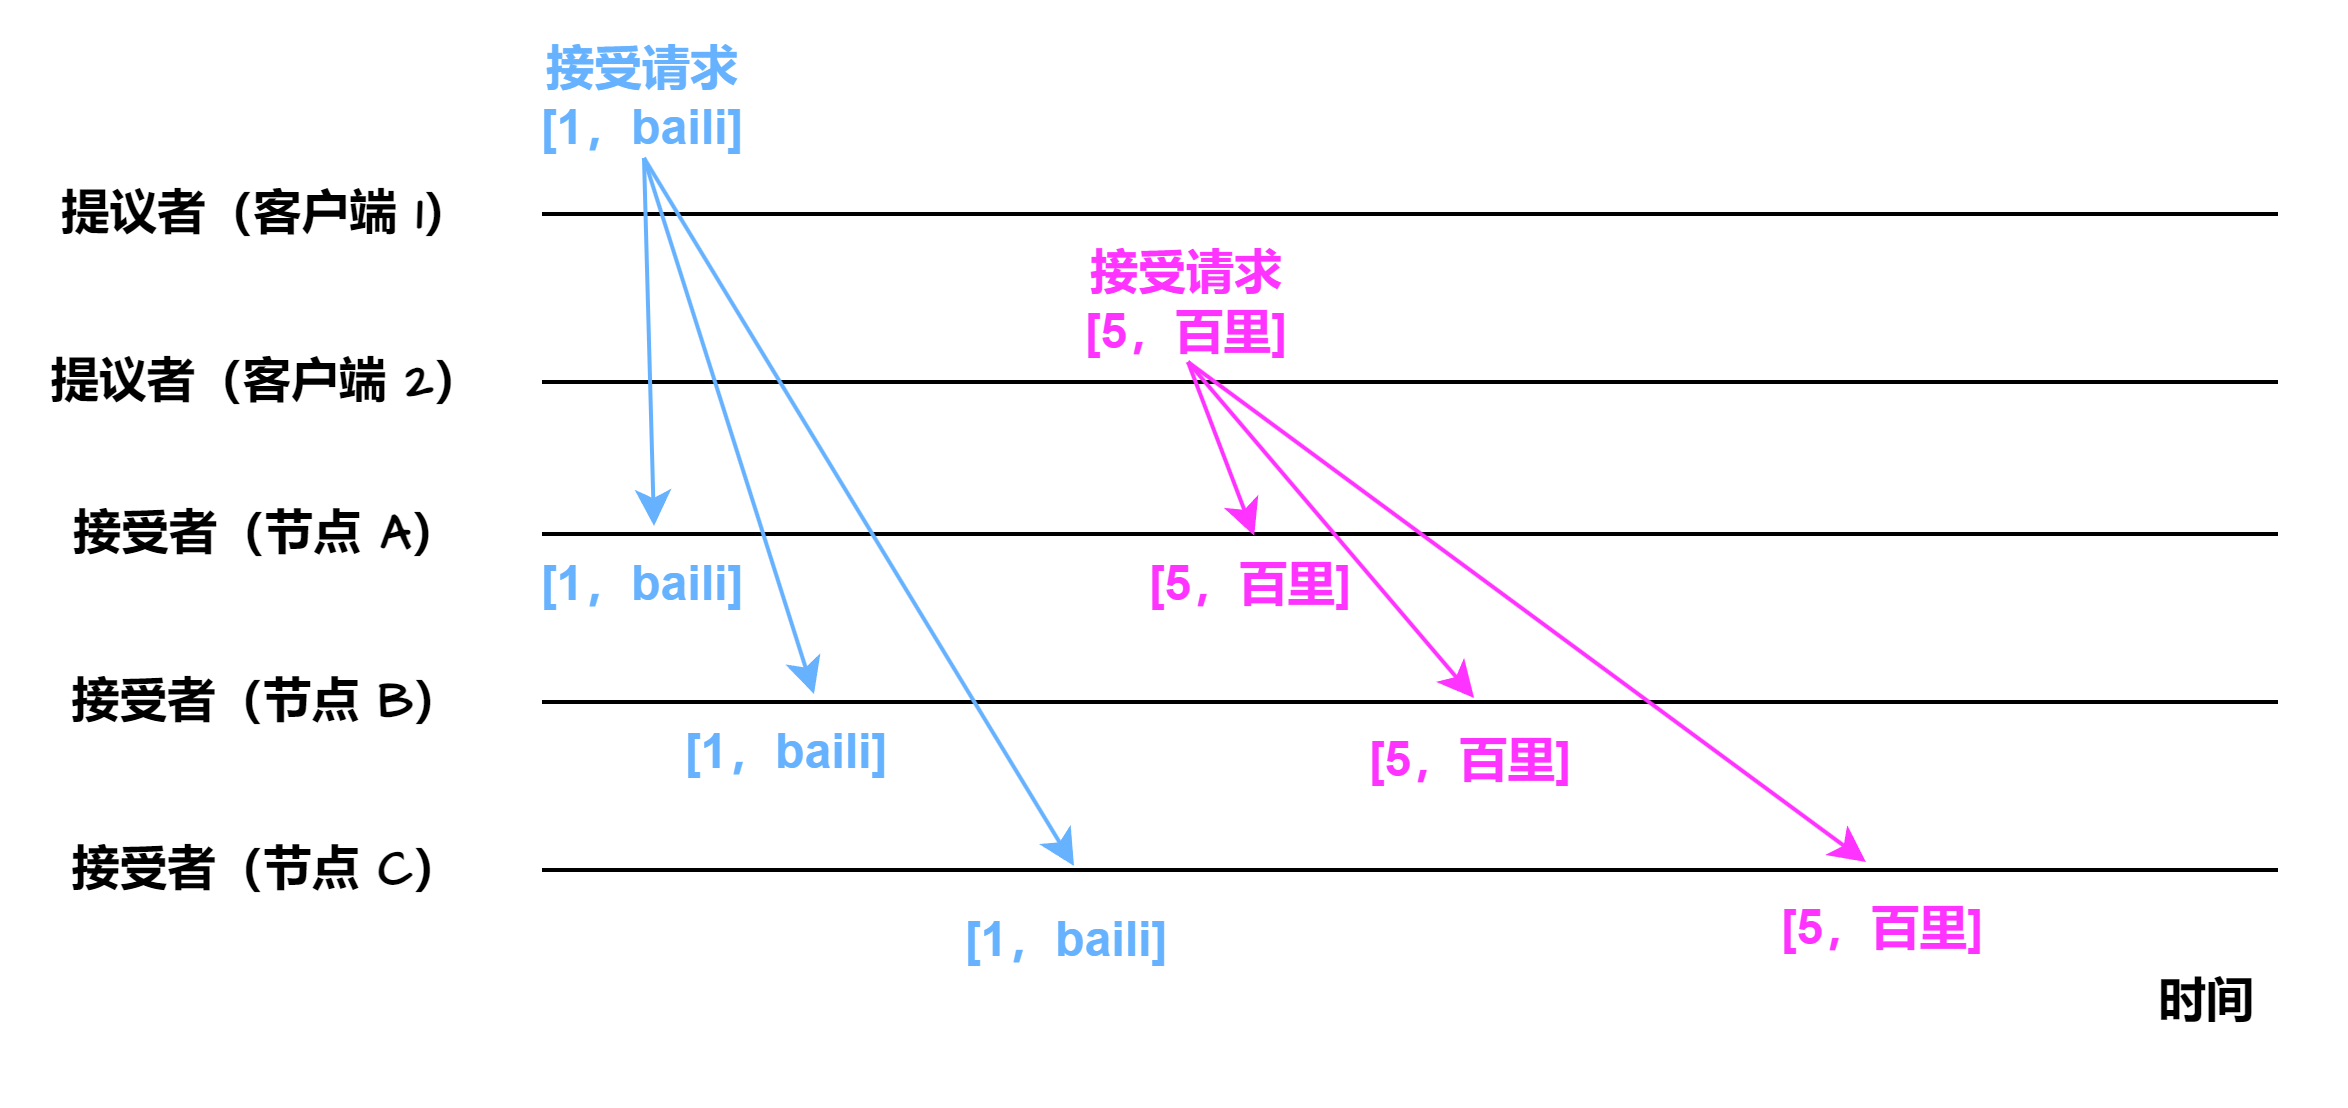 接受请求
[1，baili]
提议者（客户端 1）
接受请求
[5，百里]
提议者（客户端 2）
接受者（节点 A）
[1，baili]
[5，百里]
接受者（节点 B）
[1，baili]
[5，百里]
接受者（节点 C）
[1，baili]
[5，百里]
时间